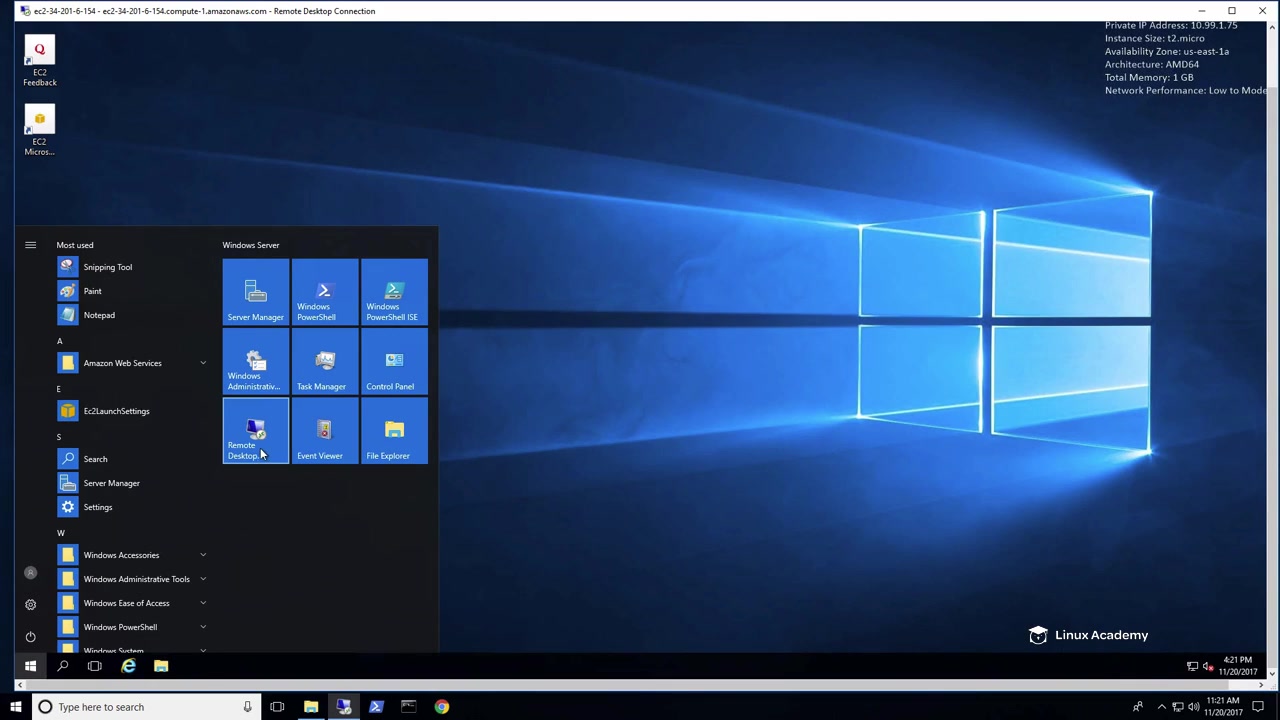 ec2-34-201-6-154 - ec2-34-201-6-154.compute-1.amazonaws.com - Remote Desktop Connection
Private IP Address: 10.99.1.75
Instance Size: t2.micro
Availability Zone: us-east-1a
Architecture: AMD64
Total Memory: 1 GB
Network Performance: Low to Mode
EC2
Feedback
EC2
Micros...
Most used
Snipping Tool
Paint
Notepad
A
Amazon Web Services
E
Ec2LaunchSettings
S
Search
Server Manager
Settings
W
Windows Accessories
Windows Administrative Tools
Windows Ease of Access
Windows PowerShell
Windows System
Windows Server
Server Manager
Windows
PowerShell
Windows
PowerShell ISE
Windows
Administrativ...
Task Manager
Control Panel
Remote
Desktop...
Event Viewer
File Explorer
Linux Academy
4:21 PM
11/20/2017
Type here to search
11:21 AM
11/20/2017